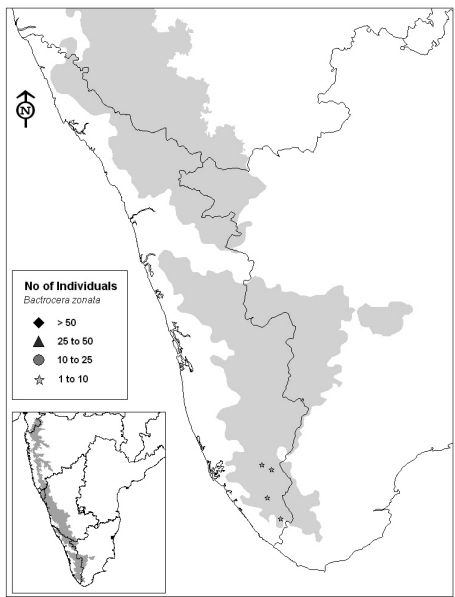 N
No of Individuals
Bactrocera zonata
> 50
25 to 50
10 to 25
1 to 10